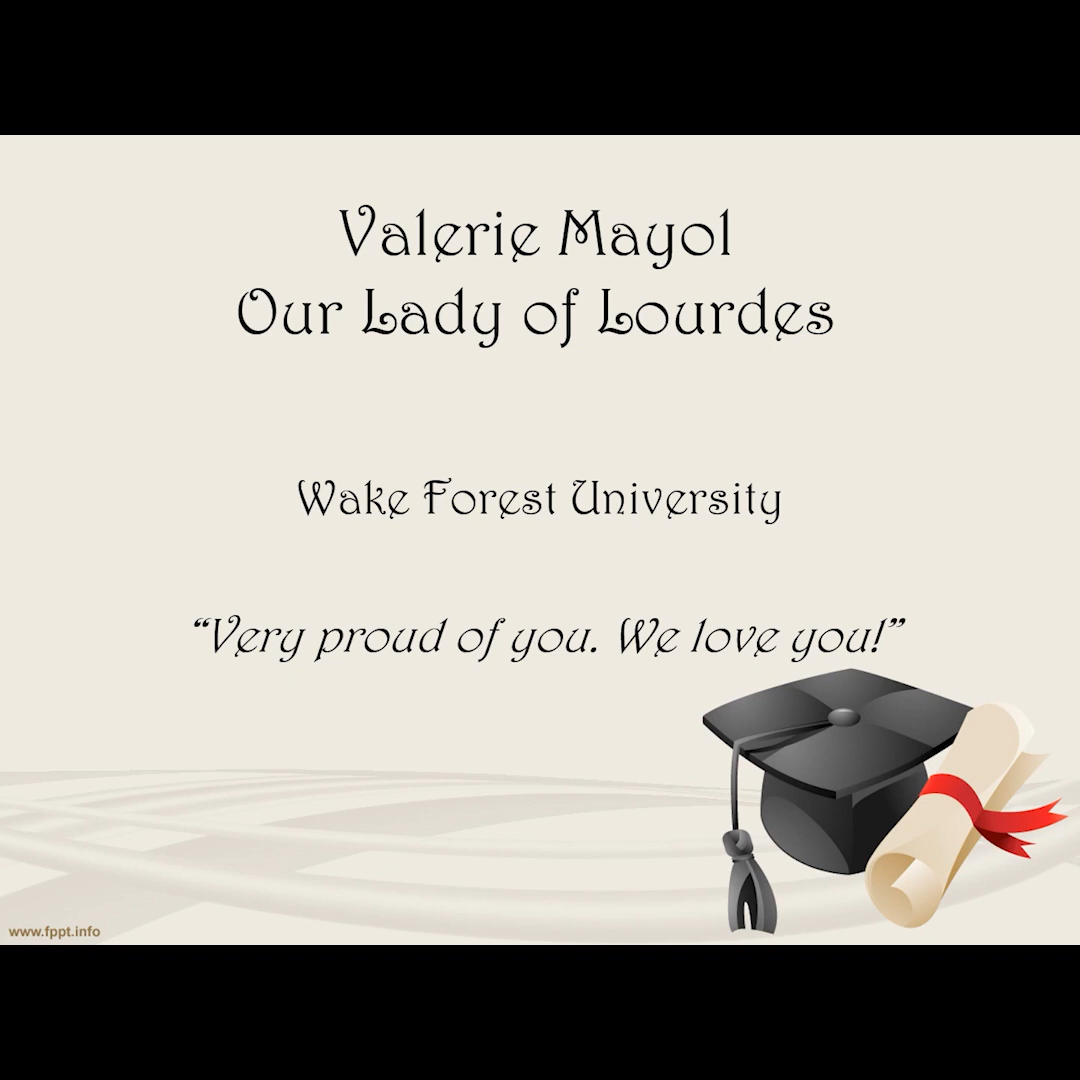 Valerie Mayol
Our Lady of Lourdes
Wake Forest University
“Very proud of you. We love you!”
www.fppt.info